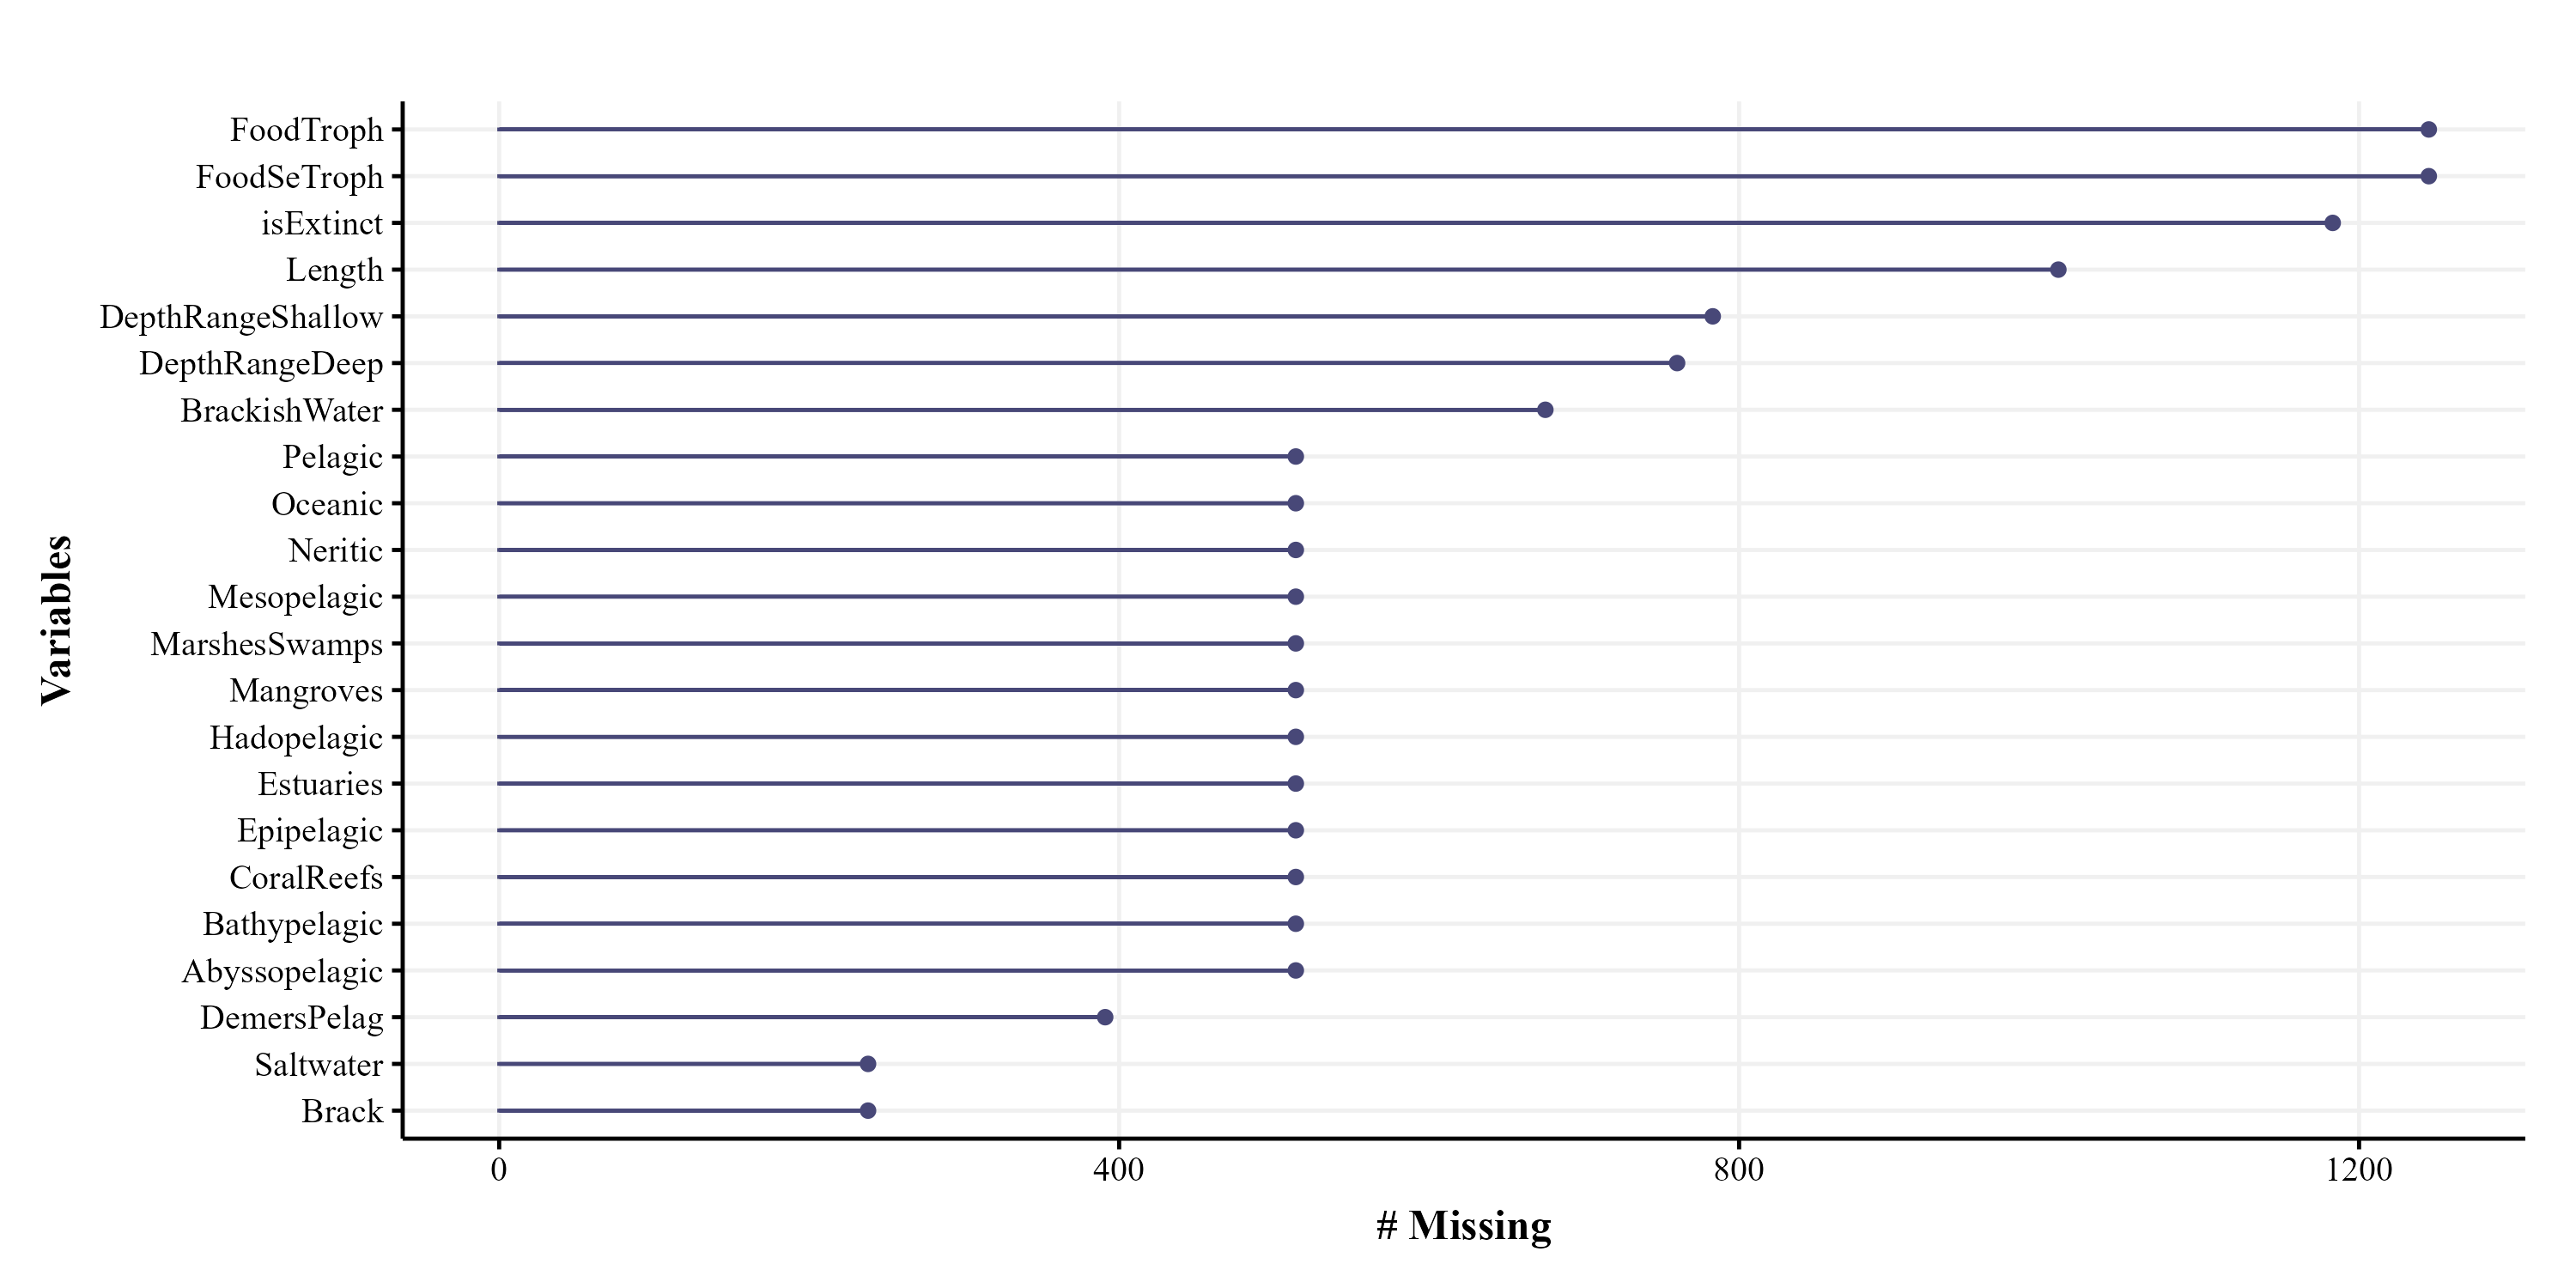 FoodTroph
FoodSeTroph
isExtinct
Length
DepthRangeShallow
DepthRangeDeep
BrackishWater
Pelagic
Oceanic
Neritic
Mesopelagic
MarshesSwamps
Mangroves
Hadopelagic
Estuaries
Epipelagic
CoralReefs
Bathypelagic
Abyssopelagic
DemersPelag
Saltwater
Brack
Variables
0 400 800 1200
# Missing